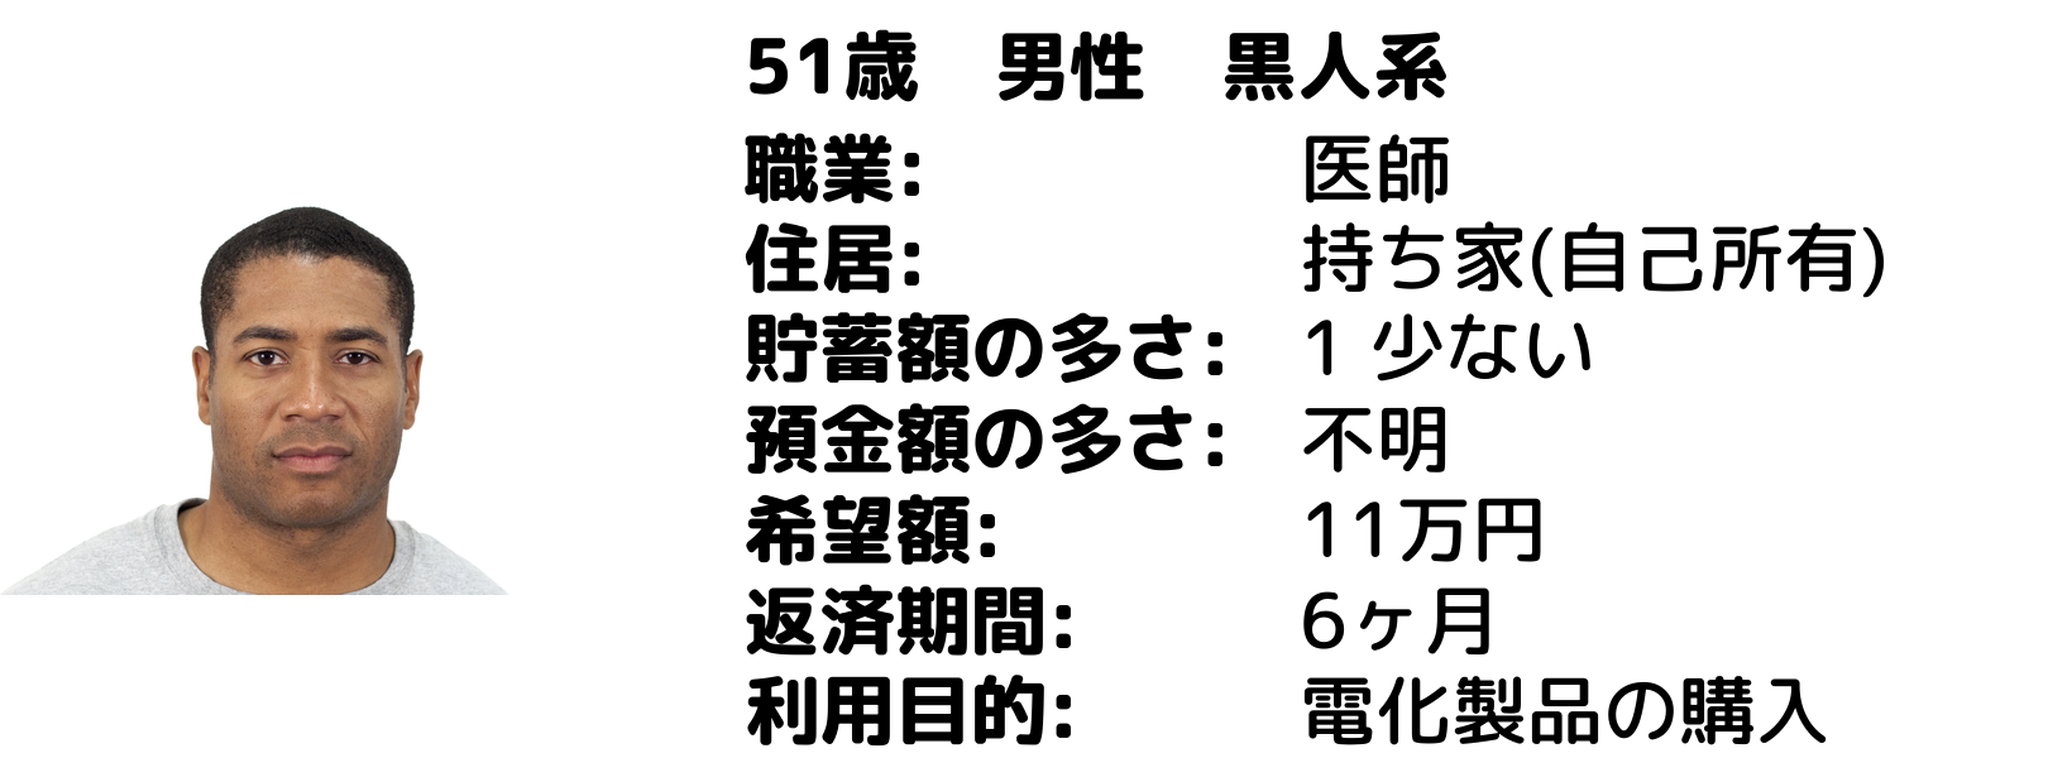 51歳　男性　黒人系
職業: 医師
住居: 持ち家(自己所有)
貯蓄額の多さ: 1 少ない
預金額の多さ: 不明
希望額: 11万円
返済期間: 6ヶ月
利用目的: 電化製品の購入